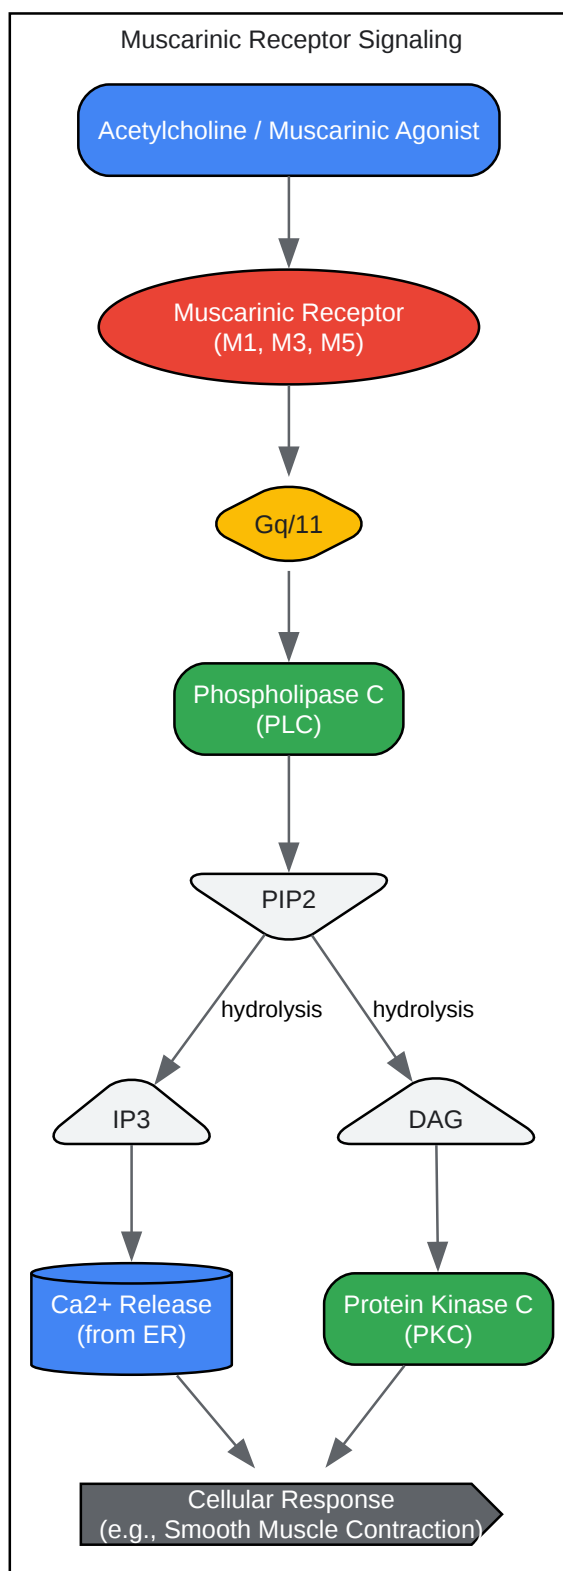 Muscarinic Receptor Signaling
Acetylcholine / Muscarinic Agonist
Muscarinic Receptor
(M1, M3, M5)
Gq/11
Phospholipase C
(PLC)
PIP2
hydrolysis
hydrolysis
IP3
DAG
Ca2+ Release
(from ER)
Protein Kinase C
(PKC)
Cellular Response
(e.g., Smooth Muscle Contraction)